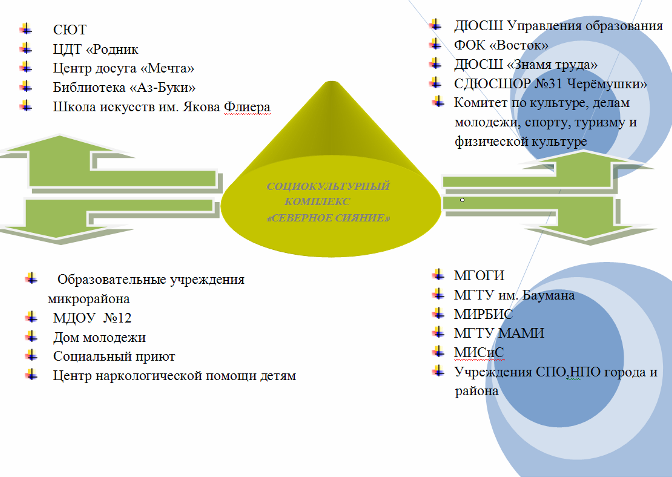 СЮТ
ЦДТ «Родник
Центр досуга «Мечта»
Библиотека «Аз-Буки»
Школа искусств им. Якова Флиера
ДЮСШ Управления образования
ФОК «Восток»
ДЮСШ «Знамя труда»
СДЮСШОР №31 Черёмушки»
Комитет по культуре, делам
молодежи, спорту, туризму и
физической культуре
СОЦИОКУЛЬТУРНЫЙ
КОМПЛЕКС
«СЕВЕРНОЕ СИЯНИЕ»
Образовательные учреждения
микрорайона
МДОУ №12
Дом молодежи
Социальный приют
Центр наркологической помощи детям
МГОГИ
МГТУ им. Баумана
МИРБИС
МГТУ МАМИ
МИСиС
Учреждения СПО,НПО города и
района